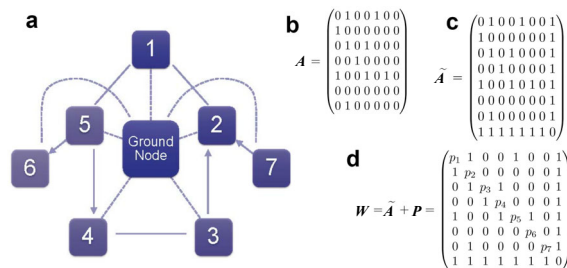 a
1
5
2
Ground
Node
6
7
4
3
b
A =
0 1 0 0 1 0 0
1 0 0 0 0 0 0
0 1 0 1 0 0 0
0 0 1 0 0 0 0
1 0 0 1 0 1 0
0 0 0 0 0 0 0
0 1 0 0 0 0 0
c
Ã =
0 1 0 0 1 0 0 1
1 0 0 0 0 0 0 1
0 1 0 1 0 0 0 1
0 0 1 0 0 0 0 1
1 0 0 1 0 1 0 1
0 0 0 0 0 0 0 1
0 1 0 0 0 0 0 1
1 1 1 1 1 1 1 0
d
W = Ã + P =
p₁ 1 0 0 1 0 0 1
1 p₂ 0 0 0 0 0 1
0 1 p₃ 1 0 0 0 1
0 0 1 p₄ 0 0 0 1
1 0 0 1 p₅ 1 0 1
0 0 0 0 0 p₆ 0 1
0 1 0 0 0 0 p₇ 1
1 1 1 1 1 1 1 0